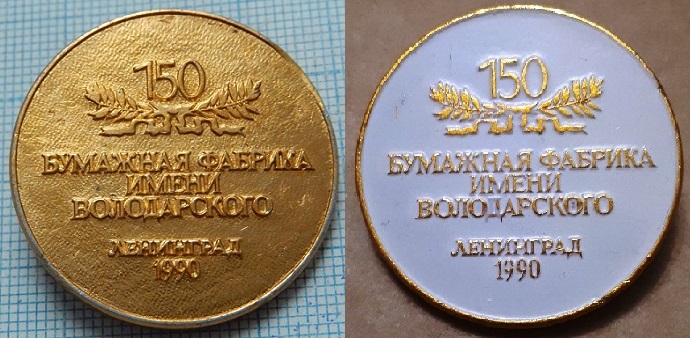 150
БУМАЖНАЯ ФАБРИКА
ИМЕНИ
ВОЛОДАРСКОГО
ЛЕНИНГРАД
1990
150
БУМАЖНАЯ ФАБРИКА
ИМЕНИ
ВОЛОДАРСКОГО
ЛЕНИНГРАД
1990